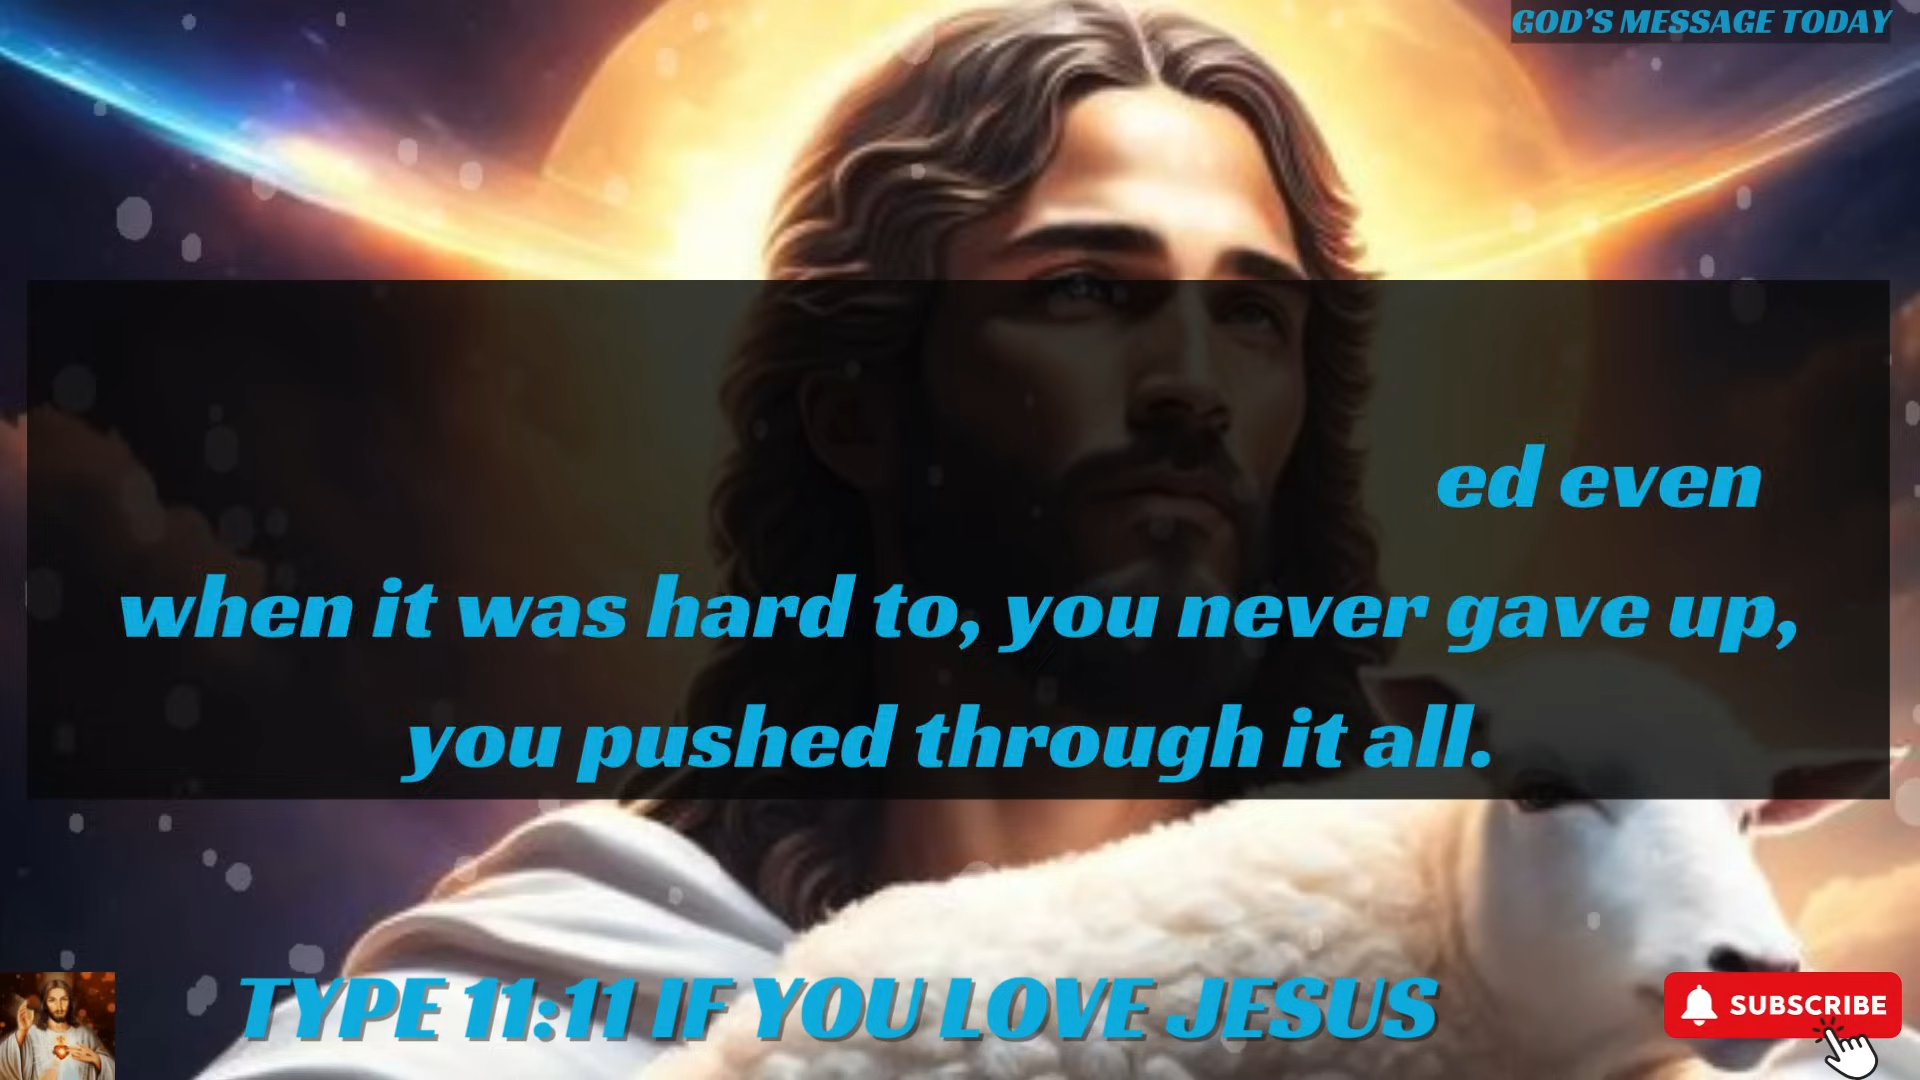 GOD'S MESSAGE TODAY
ed even
when it was hard to, you never gave up,
you pushed through it all.
TYPE 11:11 IF YOU LOVE JESUS
SUBSCRIBE